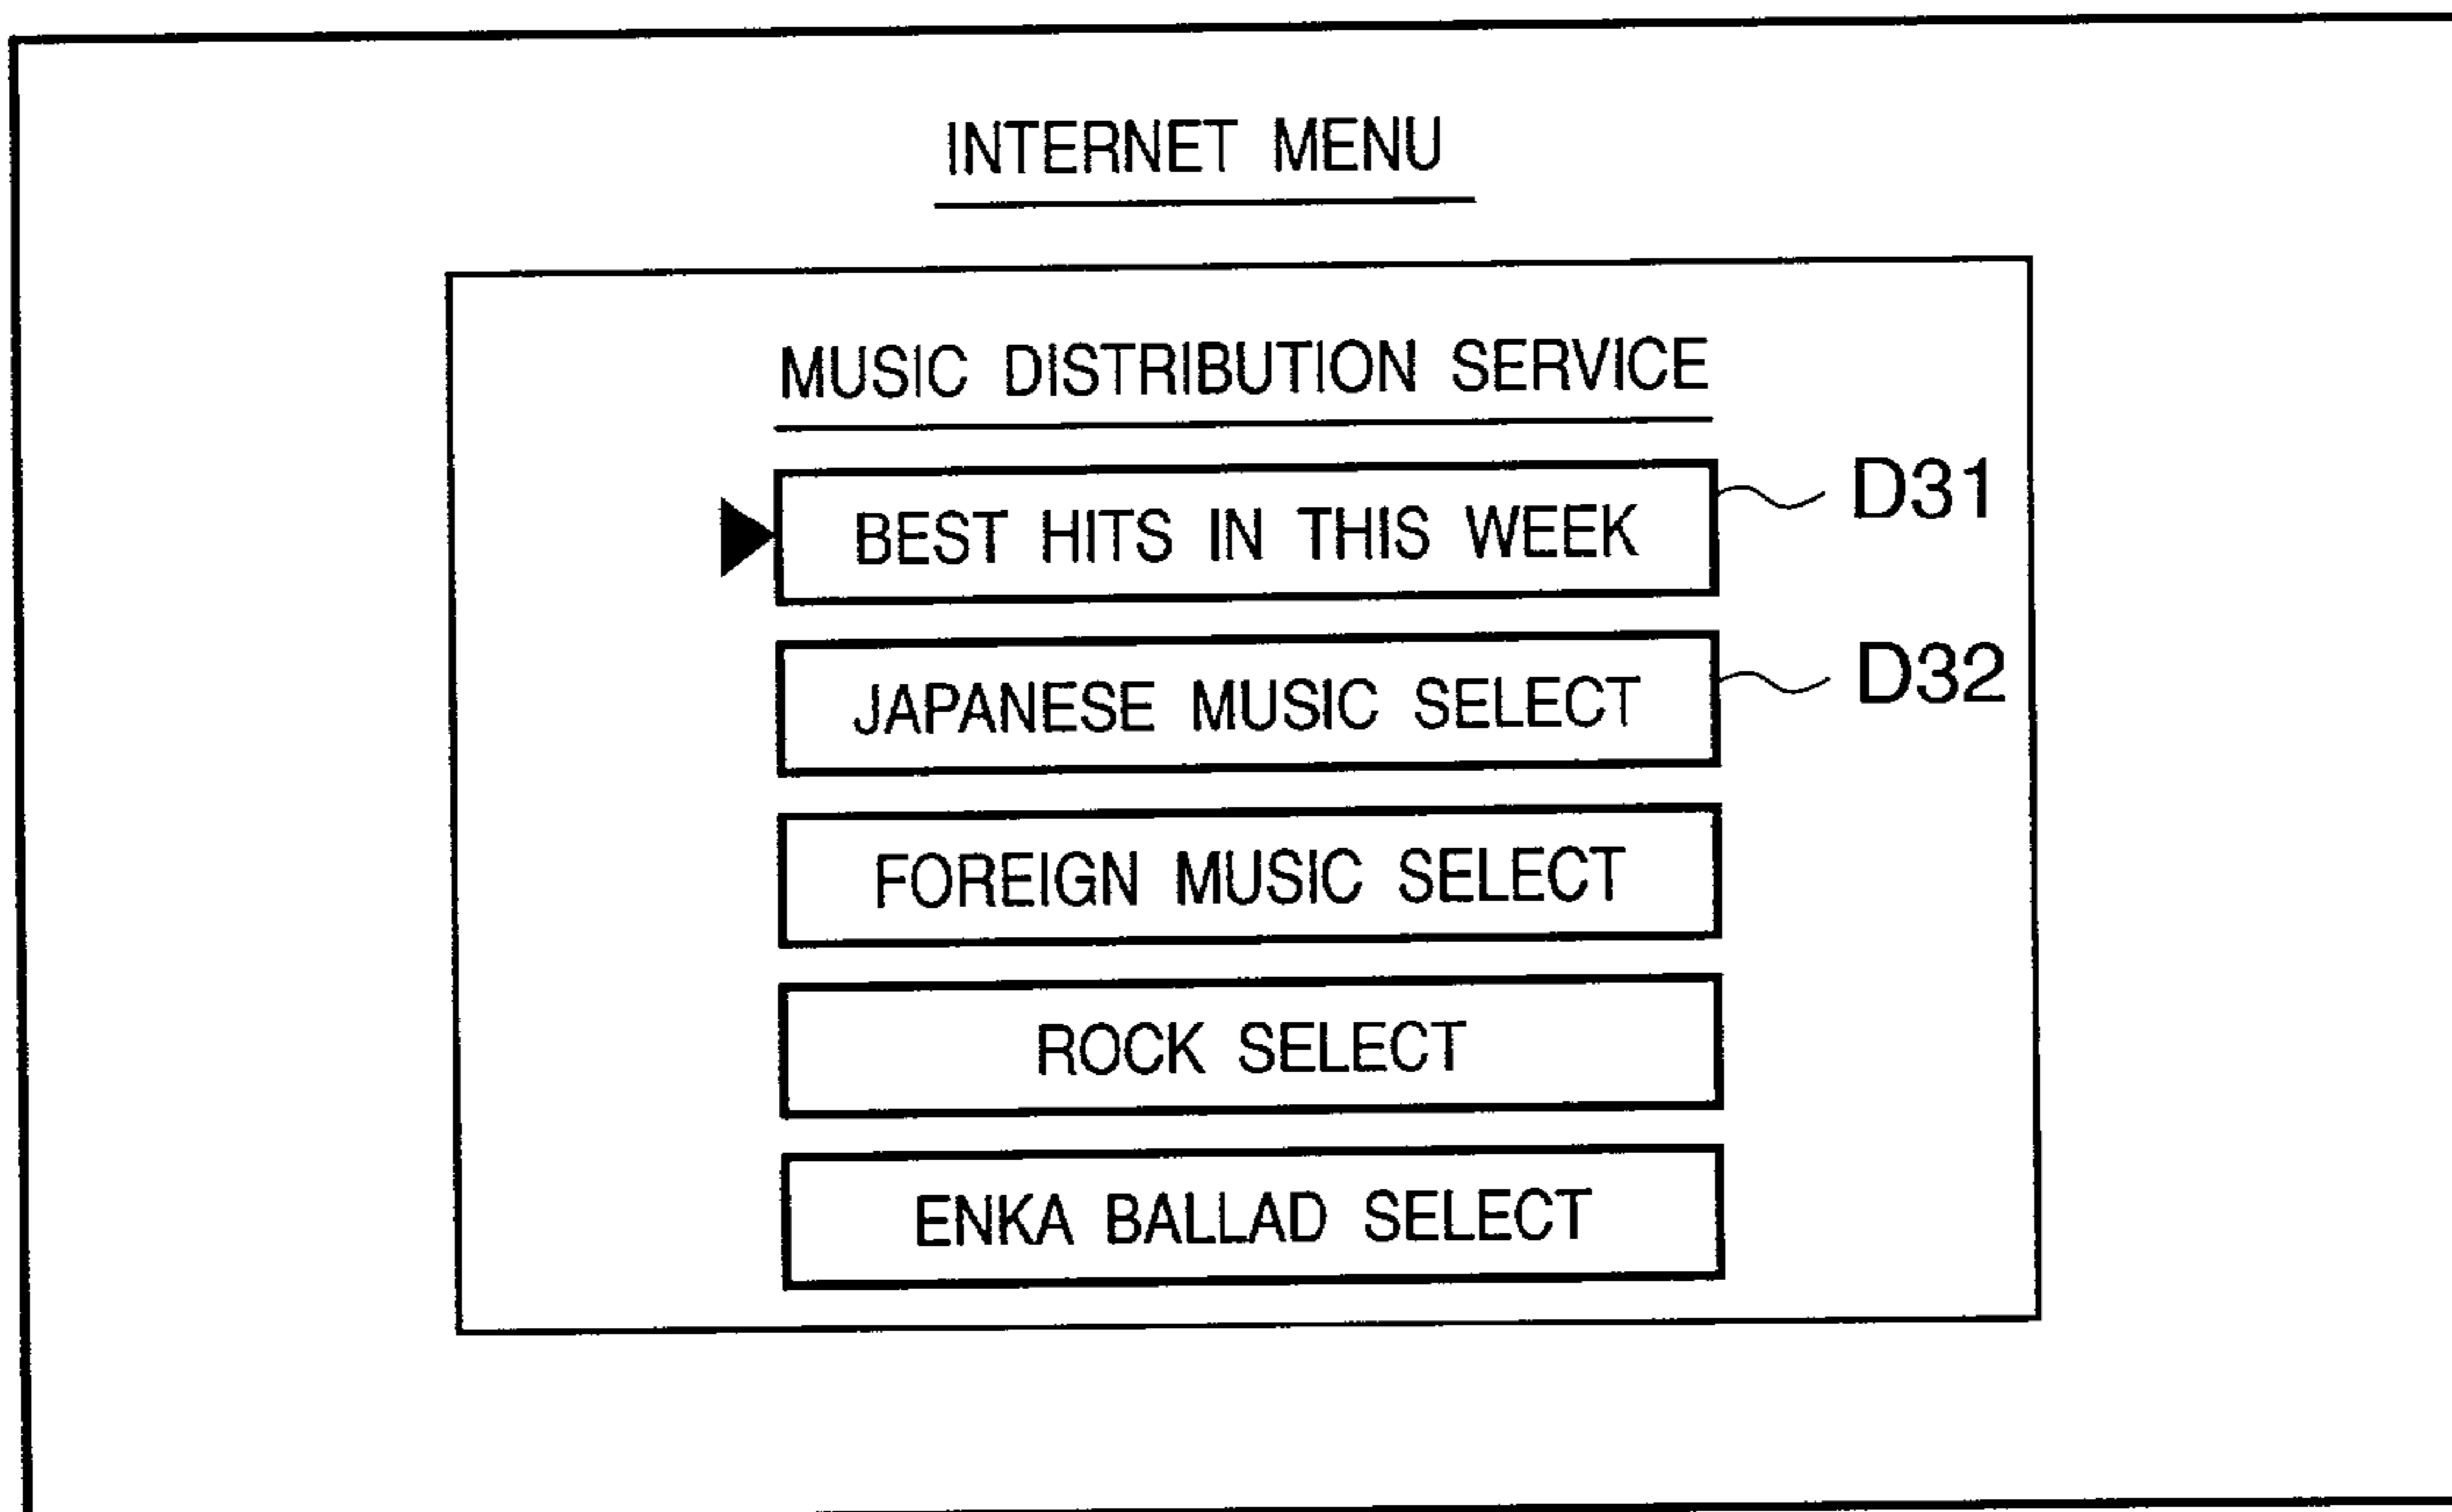 INTERNET MENU
MUSIC DISTRIBUTION SERVICE
BEST HITS IN THIS WEEK
D31
JAPANESE MUSIC SELECT
D32
FOREIGN MUSIC SELECT
ROCK SELECT
ENKA BALLAD SELECT